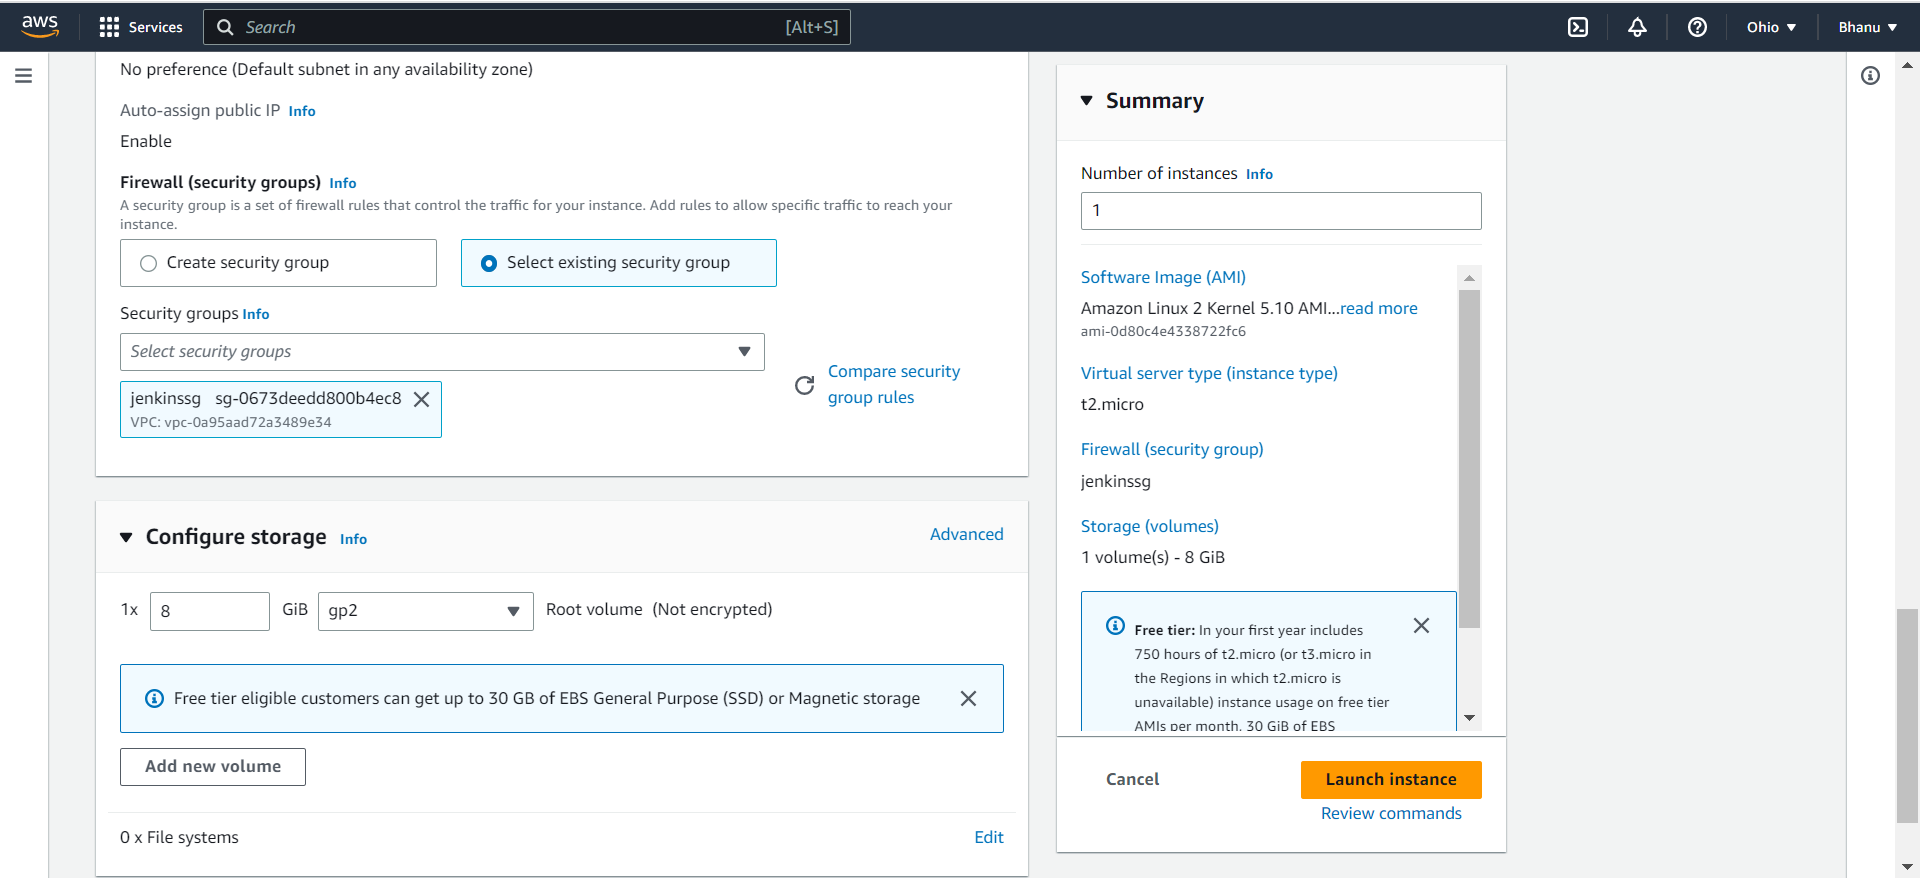 aws
Services
Search
[Alt+S]
Ohio
Bhanu
No preference (Default subnet in any availability zone)
Auto-assign public IP Info
Enable
Firewall (security groups) Info
A security group is a set of firewall rules that control the traffic for your instance. Add rules to allow specific traffic to reach your
instance.
Create security group
Select existing security group
Security groups Info
Select security groups
jenkinssg sg-0673deedd800b4ec8
VPC: vpc-0a95aad72a3489e34
Compare security
group rules
Configure storage Info
Advanced
1x
8
GiB
gp2
Root volume (Not encrypted)
Free tier eligible customers can get up to 30 GB of EBS General Purpose (SSD) or Magnetic storage
Add new volume
0 x File systems
Edit
Summary
Number of instances Info
1
Software Image (AMI)
Amazon Linux 2 Kernel 5.10 AMI...read more
ami-0d80c4e4338722fc6
Virtual server type (instance type)
t2.micro
Firewall (security group)
jenkinssg
Storage (volumes)
1 volume(s) - 8 GiB
Free tier: In your first year includes
750 hours of t2.micro (or t3.micro in
the Regions in which t2.micro is
unavailable) instance usage on free tier
AMIs per month, 30 GiB of EBS
Cancel
Launch instance
Review commands